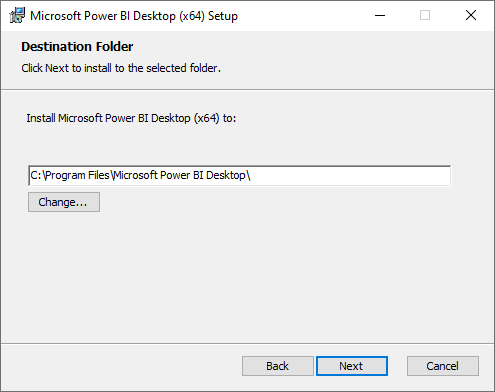 Microsoft Power BI Desktop (x64) Setup
Destination Folder
Click Next to install to the selected folder.
Install Microsoft Power BI Desktop (x64) to:
C:\Program Files\Microsoft Power BI Desktop\
Change...
Back Next Cancel